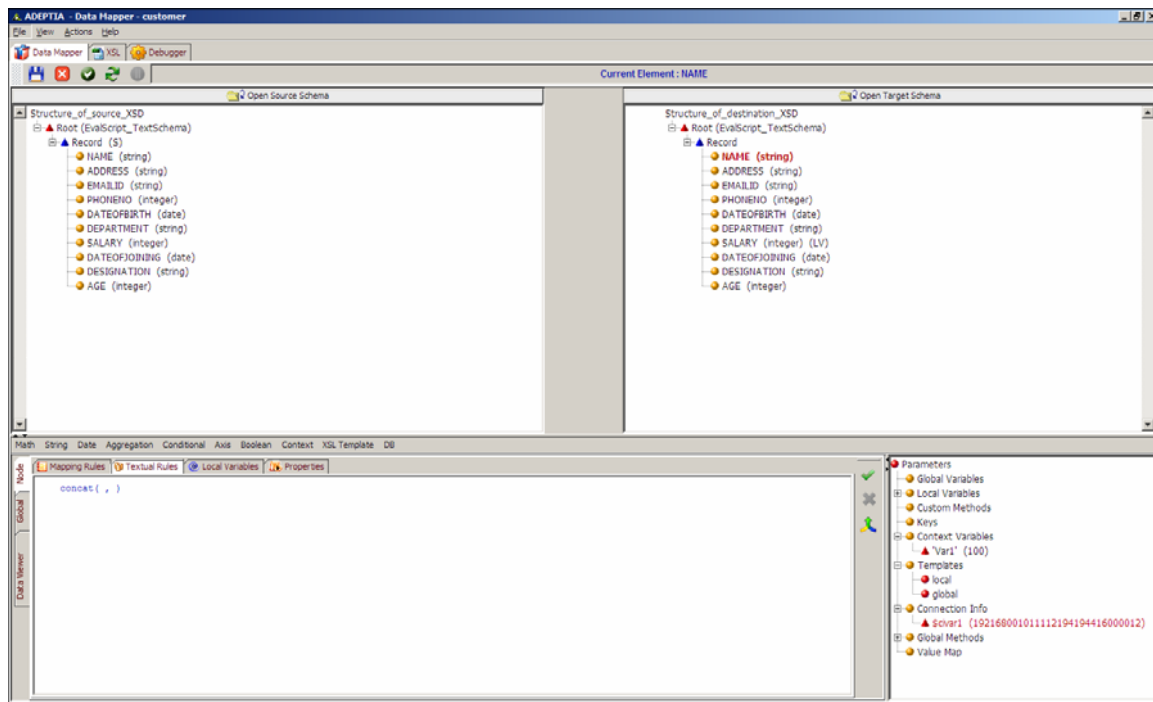 ADEPTIA - Data Mapper - customer
File View Actions Help
Data Mapper XSL Debugger
Current Element : NAME
Open Source Schema
Structure_of_source_XSD
Root (EvalScript_TextSchema)
Record (S)
NAME (string)
ADDRESS (string)
EMAILID (string)
PHONENO (integer)
DATEOFBIRTH (date)
DEPARTMENT (string)
SALARY (integer)
DATEOFJOINING (date)
DESIGNATION (string)
AGE (integer)
Open Target Schema
Structure_of_destination_XSD
Root (EvalScript_TextSchema)
Record
NAME (string)
ADDRESS (string)
EMAILID (string)
PHONENO (integer)
DATEOFBIRTH (date)
DEPARTMENT (string)
SALARY (integer) (LV)
DATEOFJOINING (date)
DESIGNATION (string)
AGE (integer)
Math String Date Aggregation Conditional Axis Boolean Context XSL Template DB
Node
Global
Data Viewer
Mapping Rules Textual Rules Local Variables Properties
concat( , )
Parameters
Global Variables
Local Variables
Custom Methods
Keys
Context Variables
'Var1' (100)
Templates
local
global
Connection Info
$civar1 (192168001011112194194416000012)
Global Methods
Value Map